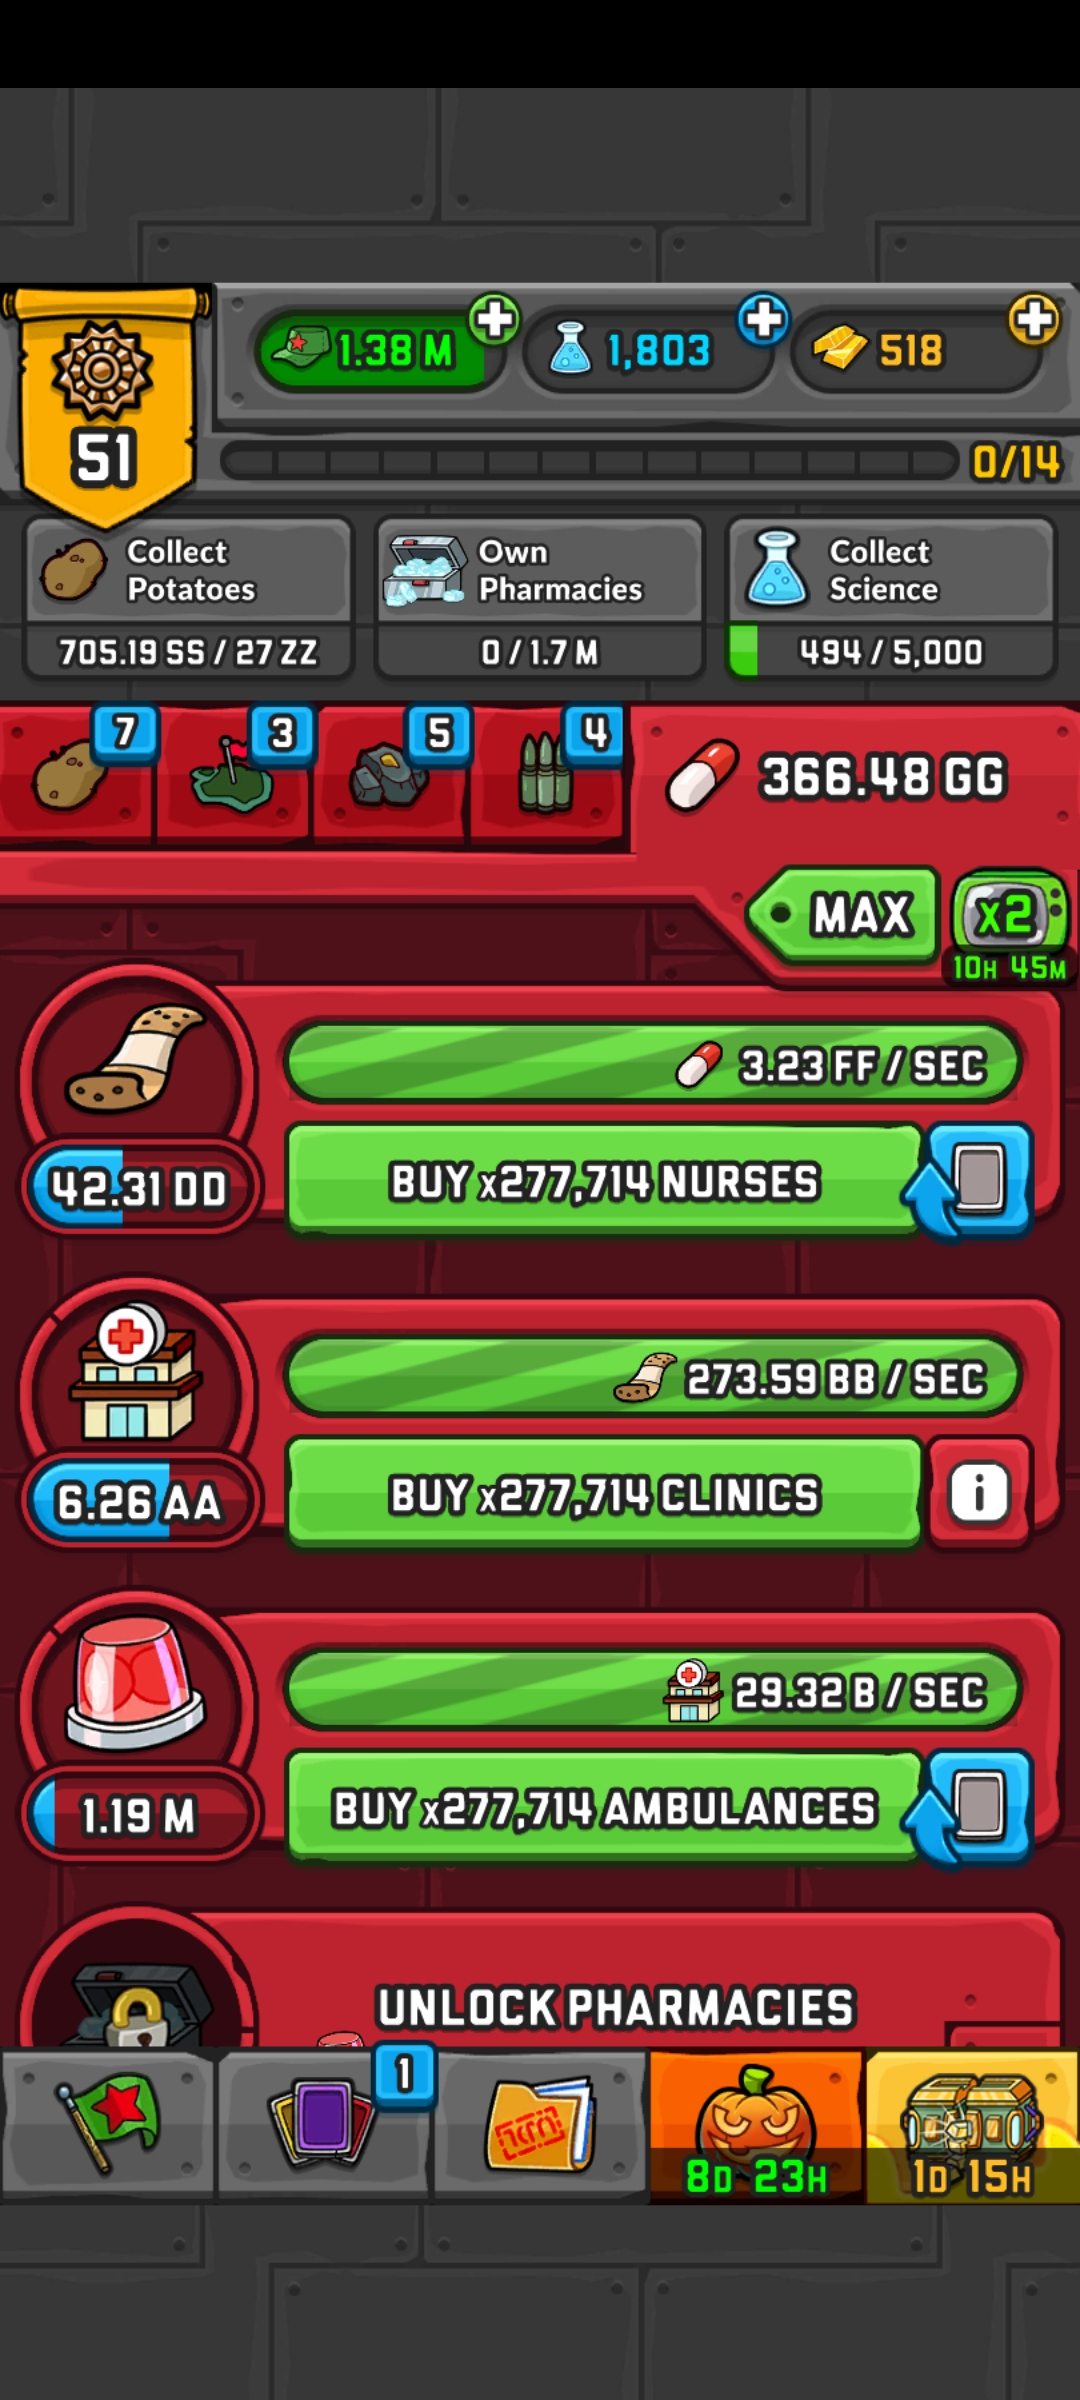 1.38 M
1,803
518
51
0/14
Collect
Potatoes
705.19 SS / 27 ZZ
Own
Pharmacies
0 / 1.7 M
Collect
Science
494 / 5,000
7
3
5
4
366.48 GG
MAX
x2
10H 45M
3.23 FF / SEC
42.31 DD
BUY x277,714 NURSES
273.59 BB / SEC
6.26 AA
BUY x277,714 CLINICS
i
29.32 B / SEC
1.19 M
BUY x277,714 AMBULANCES
UNLOCK PHARMACIES
1
8D 23H
1D 15H